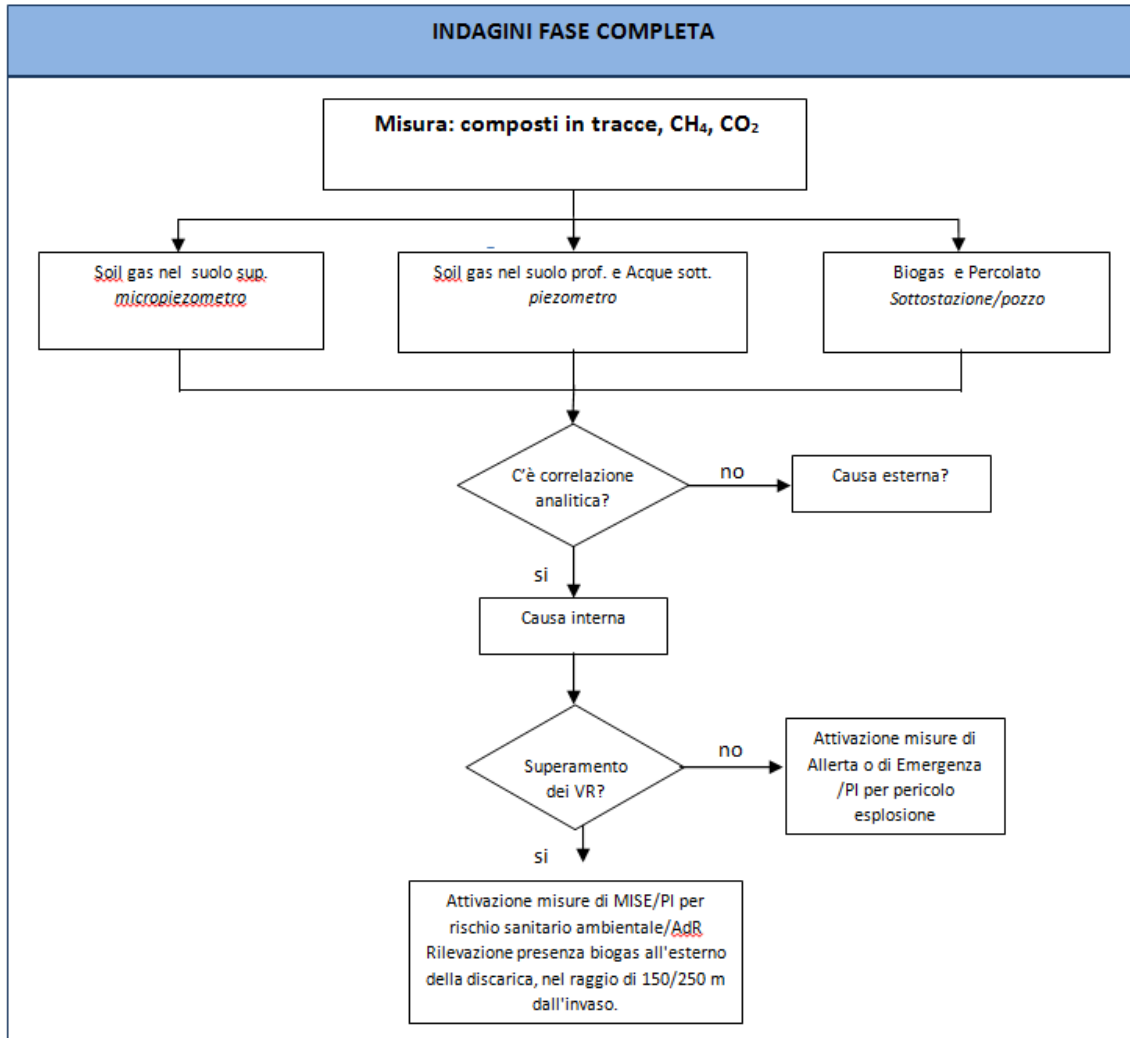 INDAGINI FASE COMPLETA
Misura: composti in tracce, CH₄, CO₂
Soil gas nel suolo sup.
micropiezometro
Soil gas nel suolo prof. e Acque sott.
piezometro
Biogas e Percolato
Sottostazione/pozzo
C'è correlazione
analitica?
no
Causa esterna?
si
Causa interna
Superamento
dei VR?
no
Attivazione misure di
Allerta o di Emergenza
/PI per pericolo
esplosione
si
Attivazione misure di MISE/PI per
rischio sanitario ambientale/AdR
Rilevazione presenza biogas all'esterno
della discarica, nel raggio di 150/250 m
dall'invaso.